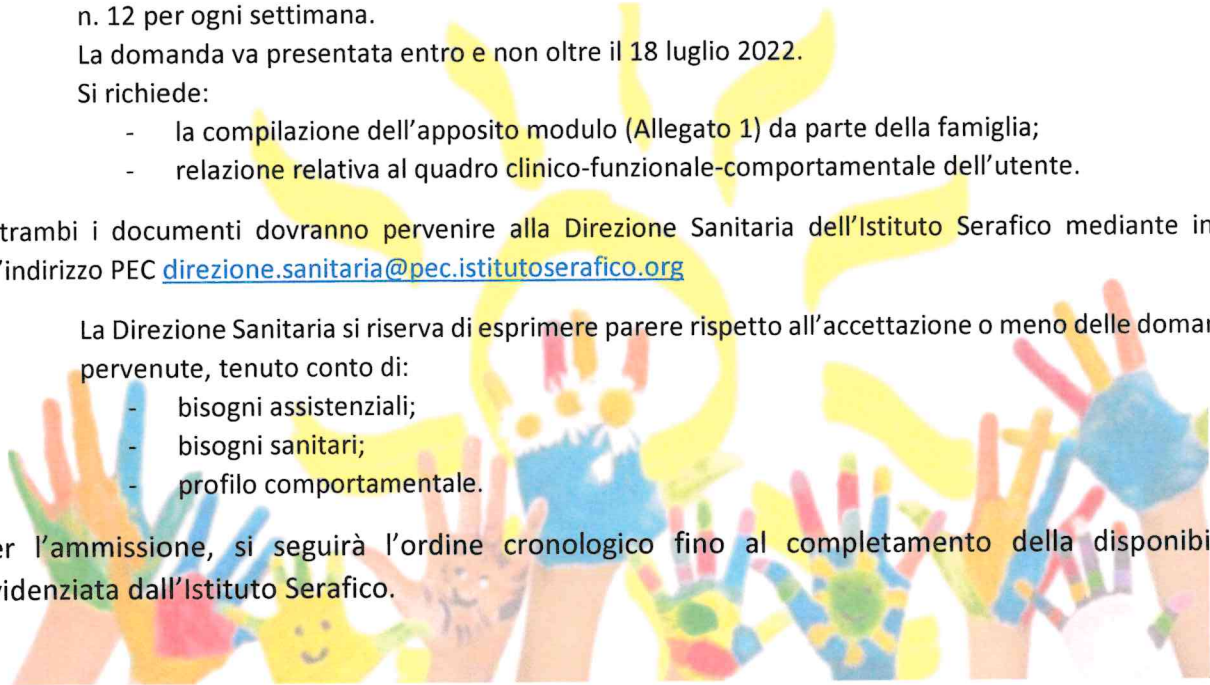 n. 12 per ogni settimana.
La domanda va presentata entro e non oltre il 18 luglio 2022.
Si richiede:
- la compilazione dell'apposito modulo (Allegato 1) da parte della famiglia;
- relazione relativa al quadro clinico-funzionale-comportamentale dell'utente.
trambi i documenti dovranno pervenire alla Direzione Sanitaria dell'Istituto Serafico mediante in
l'indirizzo PEC direzione.sanitaria@pec.istitutoserafico.org
La Direzione Sanitaria si riserva di esprimere parere rispetto all'accettazione o meno delle doman
pervenute, tenuto conto di:
- bisogni assistenziali;
- bisogni sanitari;
- profilo comportamentale.
er l'ammissione, si seguirà l'ordine cronologico fino al completamento della disponibi
videnziata dall'Istituto Serafico.